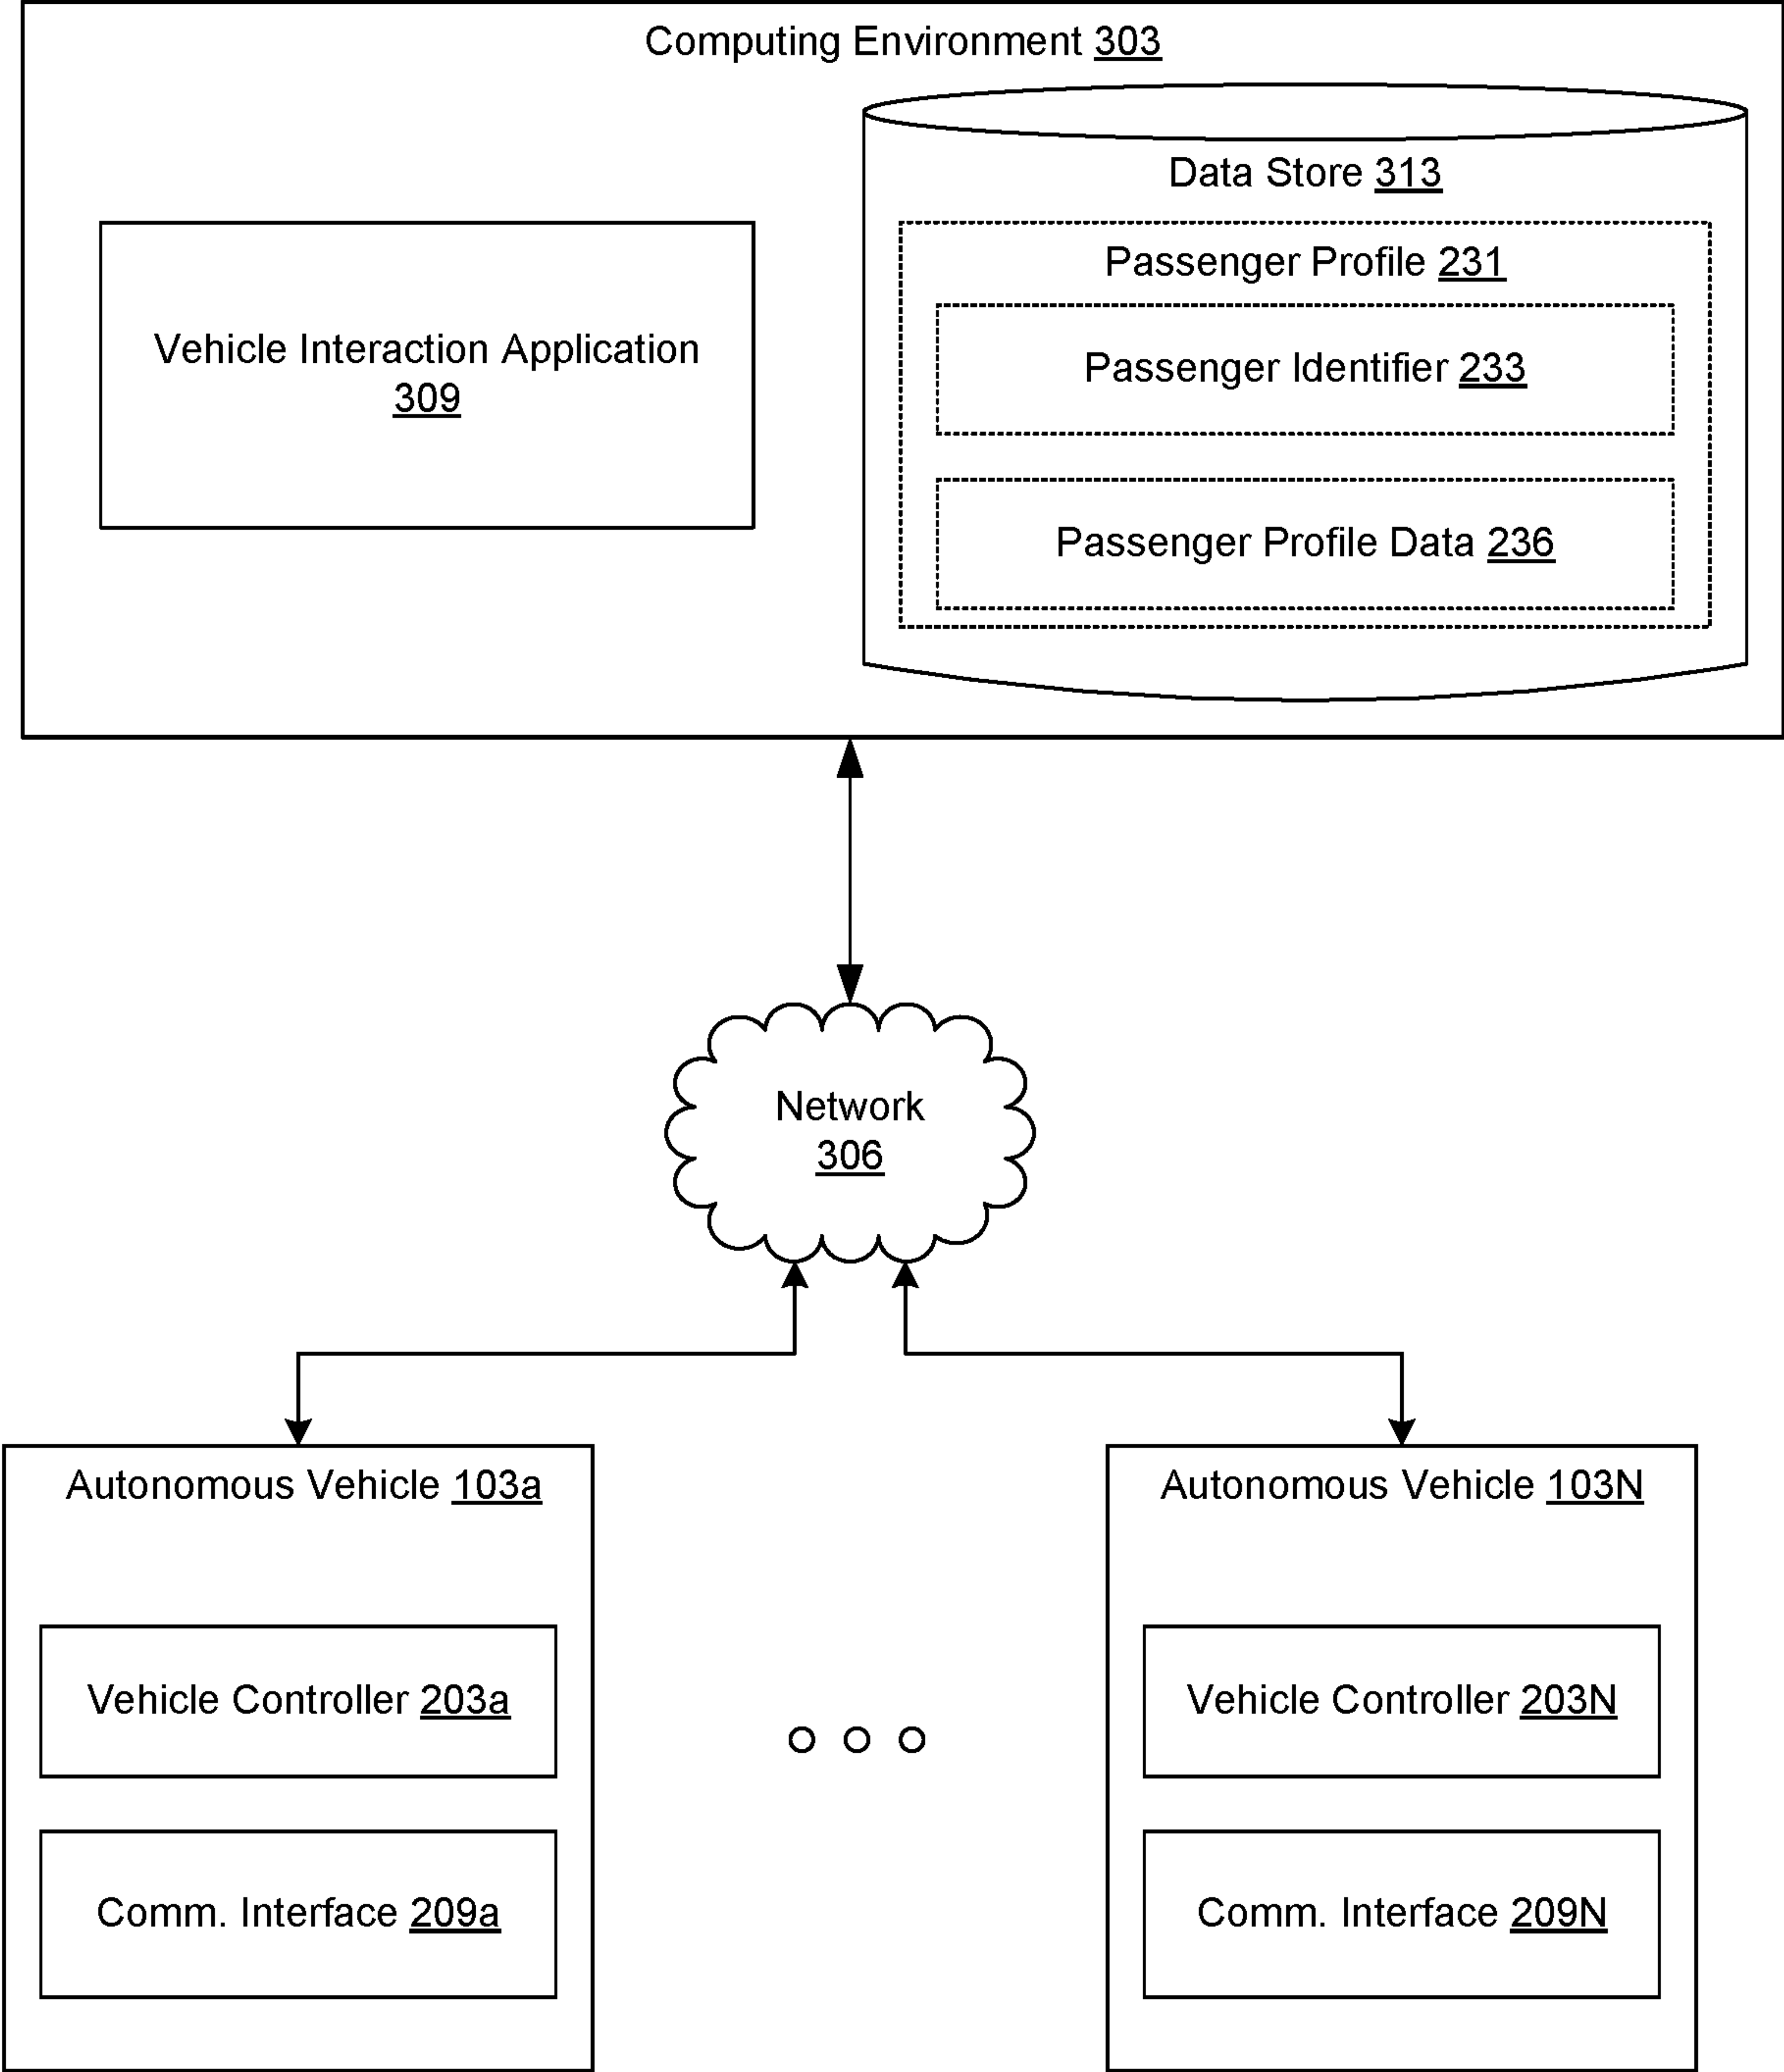 Computing Environment 303
Data Store 313
Passenger Profile 231
Vehicle Interaction Application
309
Passenger Identifier 233
Passenger Profile Data 236
Network
306
Autonomous Vehicle 103a
Vehicle Controller 203a
Comm. Interface 209a
Autonomous Vehicle 103N
Vehicle Controller 203N
Comm. Interface 209N